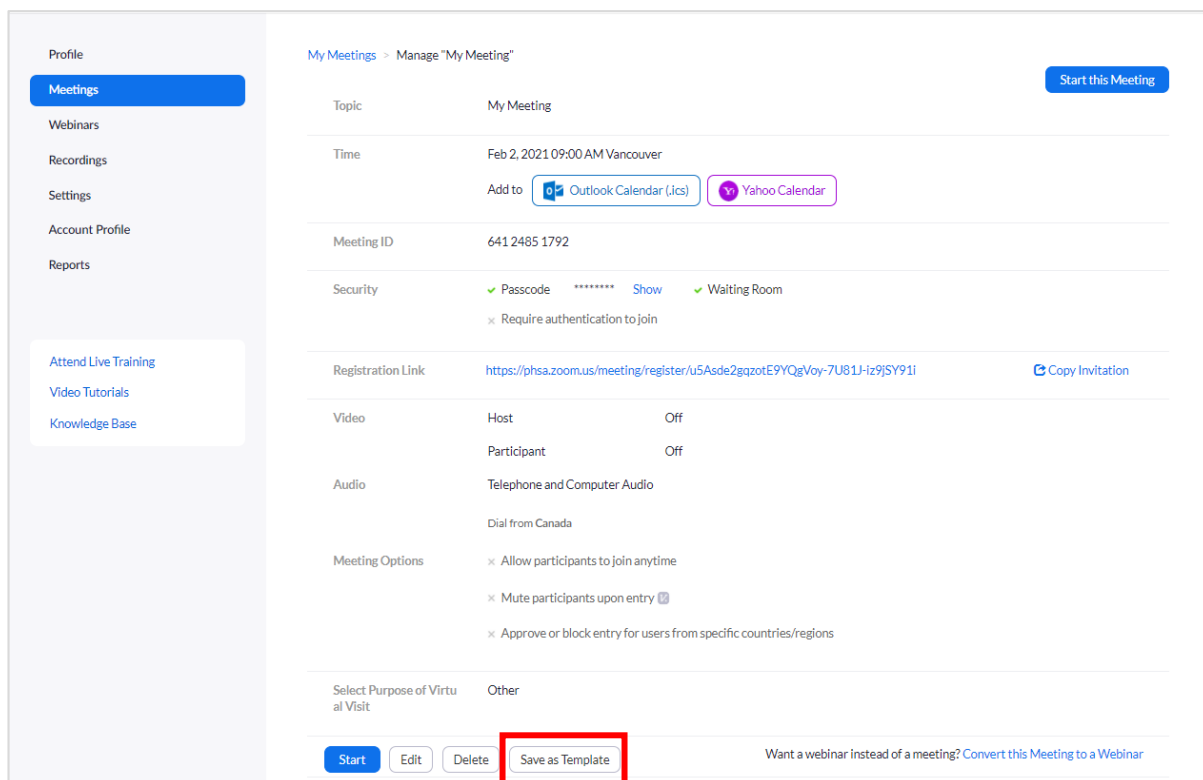 Profile
Meetings
Webinars
Recordings
Settings
Account Profile
Reports
Attend Live Training
Video Tutorials
Knowledge Base
My Meetings > Manage "My Meeting"
Start this Meeting
Topic My Meeting
Time Feb 2, 2021 09:00 AM Vancouver
Add to Outlook Calendar (.ics) Yahoo Calendar
Meeting ID 641 2485 1792
Security Passcode ******** Show Waiting Room
Require authentication to join
Registration Link https://phsa.zoom.us/meeting/register/u5Asde2gqzotE9YQgVoy-7U81J-iz9jSY91i Copy Invitation
Video Host Off
Participant Off
Audio Telephone and Computer Audio
Dial from Canada
Meeting Options Allow participants to join anytime
Mute participants upon entry
Approve or block entry for users from specific countries/regions
Select Purpose of Virtu Other
al Visit
Start Edit Delete Save as Template Want a webinar instead of a meeting? Convert this Meeting to a Webinar